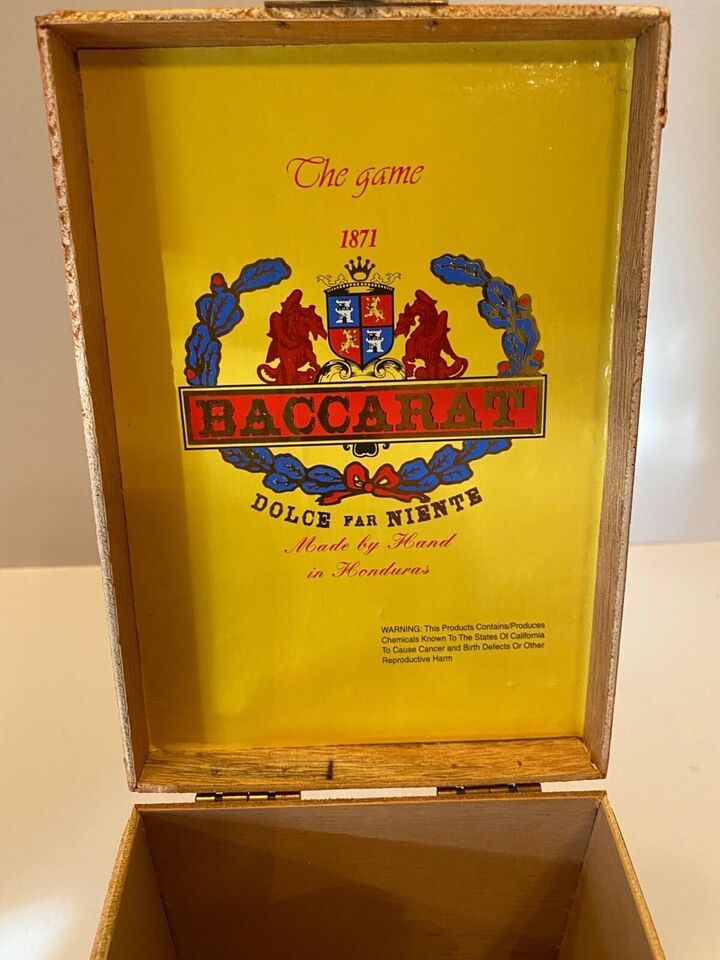 The game
1871
BACCARAT
DOLCE FAR NIENTE
Made by Hand
in Honduras
WARNING: This Products Contains/Produces
Chemicals Known To The States Of California
To Cause Cancer and Birth Defects Or Other
Reproductive Harm